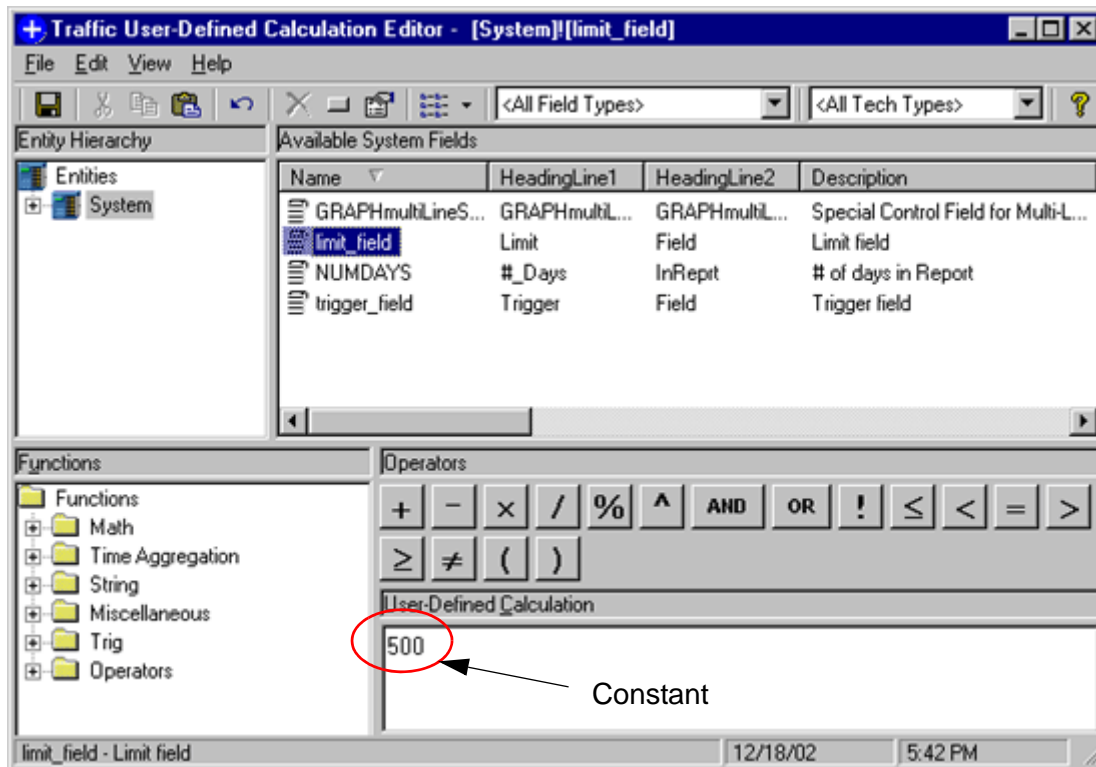 Traffic User-Defined Calculation Editor - [System]![limit_field]
File Edit View Help
<All Field Types> <All Tech Types>
Entity Hierarchy
Entities
System
Available System Fields
Name HeadingLine1 HeadingLine2 Description
GRAPHmultiLineS... GRAPHmultiL... GRAPHmultiL... Special Control Field for Multi-L...
limit_field Limit Field Limit field
NUMDAYS #_Days InReprt # of days in Report
trigger_field Trigger Field Trigger field
Functions
Functions
Math
Time Aggregation
String
Miscellaneous
Trig
Operators
Operators
+ − × / % ^ AND OR ! ≤ < = >
≥ ≠ ( )
User-Defined Calculation
500
Constant
limit_field - Limit field 12/18/02 5:42 PM